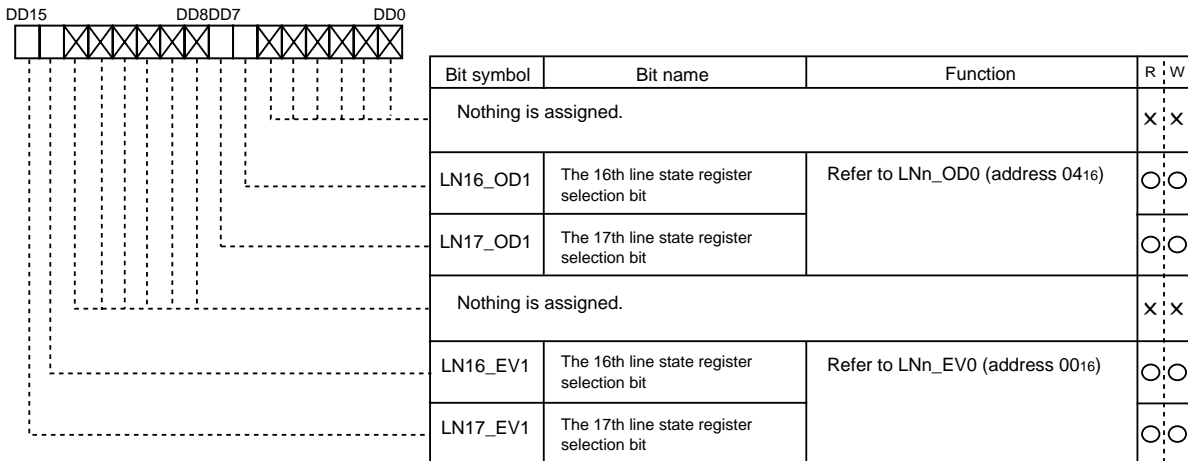 DD15 DD8DD7 DD0
Bit symbol Bit name Function R W
Nothing is assigned. X X
LN16_OD1 The 16th line state register selection bit Refer to LNn_OD0 (address 0416) O O
LN17_OD1 The 17th line state register selection bit O O
Nothing is assigned. X X
LN16_EV1 The 16th line state register selection bit Refer to LNn_EV0 (address 0016) O O
LN17_EV1 The 17th line state register selection bit O O